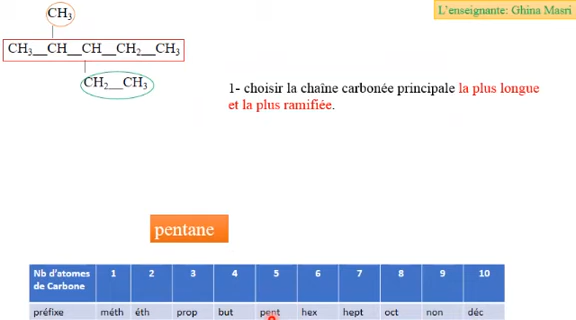 L'enseignante: Ghina Masri
CH₃
CH₃__CH__CH__CH₂__CH₃
CH₂__CH₃
1- choisir la chaîne carbonée principale la plus longue
et la plus ramifiée.
pentane
Nb d'atomes de Carbone 1 2 3 4 5 6 7 8 9 10
préfixe méth éth prop but pent hex hept oct non déc